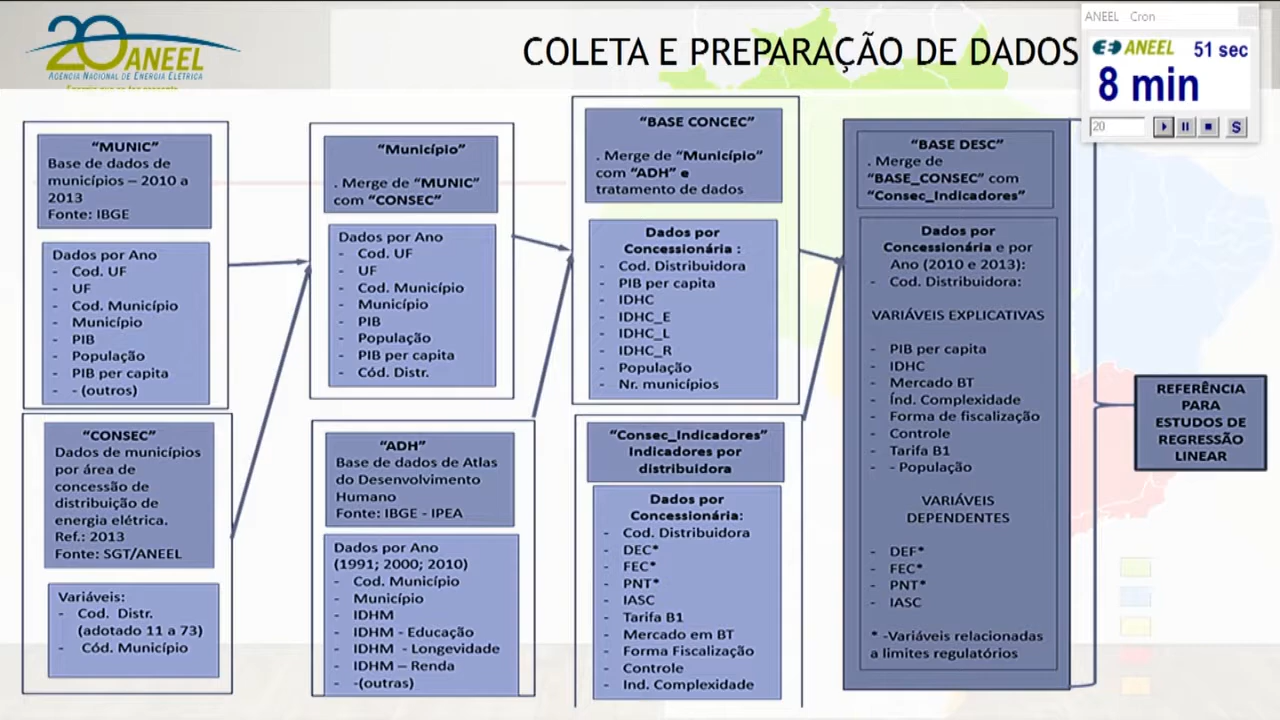 20 ANEEL
AGÊNCIA NACIONAL DE ENERGIA ELÉTRICA
COLETA E PREPARAÇÃO DE DADOS
ANEEL Cron
ANEEL 51 sec
8 min
20
S
“MUNIC”
Base de dados de
municípios – 2010 a
2013
Fonte: IBGE
Dados por Ano
- Cod. UF
- UF
- Cod. Município
- Município
- PIB
- População
- PIB per capita
- - (outros)
“CONSEC”
Dados de municípios
por área de
concessão de
distribuição de
energia elétrica.
Ref.: 2013
Fonte: SGT/ANEEL
Variáveis:
- Cod. Distr.
(adotado 11 a 73)
- Cód. Município
“Município”
. Merge de “MUNIC”
com “CONSEC”
Dados por Ano
- Cod. UF
- UF
- Cod. Município
- Município
- PIB
- População
- PIB per capita
- Cód. Distr.
“ADH”
Base de dados de Atlas
do Desenvolvimento
Humano
Fonte: IBGE - IPEA
Dados por Ano
(1991; 2000; 2010)
- Cod. Município
- Município
- IDHM
- IDHM - Educação
- IDHM - Longevidade
- IDHM – Renda
- -(outras)
“BASE CONCEC”
. Merge de “Município”
com “ADH” e
tratamento de dados
Dados por
Concessionária :
- Cod. Distribuidora
- PIB per capita
- IDHC
- IDHC_E
- IDHC_L
- IDHC_R
- População
- Nr. municípios
“Consec_Indicadores”
Indicadores por
distribuidora
Dados por
Concessionária:
- Cod. Distribuidora
- DEC*
- FEC*
- PNT*
- IASC
- Tarifa B1
- Mercado em BT
- Forma Fiscalização
- Controle
- Ind. Complexidade
“BASE DESC”
. Merge de
“BASE_CONSEC” com
“Consec_Indicadores”
Dados por
Concessionária e por
Ano (2010 e 2013):
- Cod. Distribuidora:
VARIÁVEIS EXPLICATIVAS
- PIB per capita
- IDHC
- Mercado BT
- Índ. Complexidade
- Forma de fiscalização
- Controle
- Tarifa B1
- - População
VARIÁVEIS
DEPENDENTES
- DEF*
- FEC*
- PNT*
- IASC
* -Variáveis relacionadas
a limites regulatórios
REFERÊNCIA
PARA
ESTUDOS DE
REGRESSÃO
LINEAR